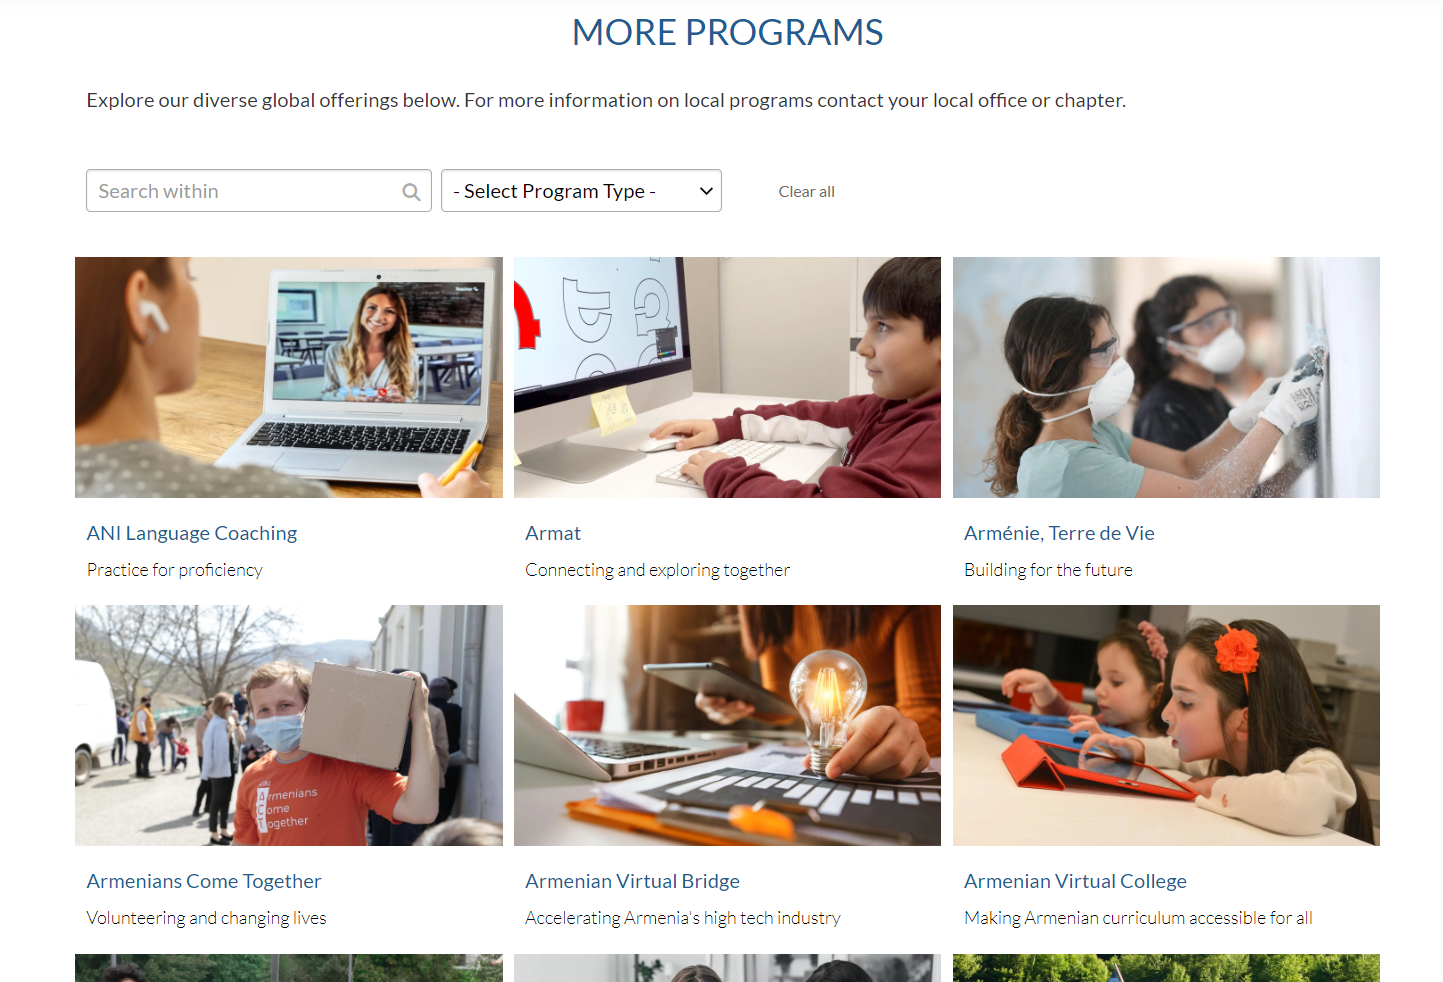 MORE PROGRAMS
Explore our diverse global offerings below. For more information on local programs contact your local office or chapter.
Search within
- Select Program Type -
Clear all
ANI Language Coaching
Practice for proficiency
Armat
Connecting and exploring together
Arménie, Terre de Vie
Building for the future
Armenians
Come
Together
Armenians Come Together
Volunteering and changing lives
Armenian Virtual Bridge
Accelerating Armenia's high tech industry
Armenian Virtual College
Making Armenian curriculum accessible for all